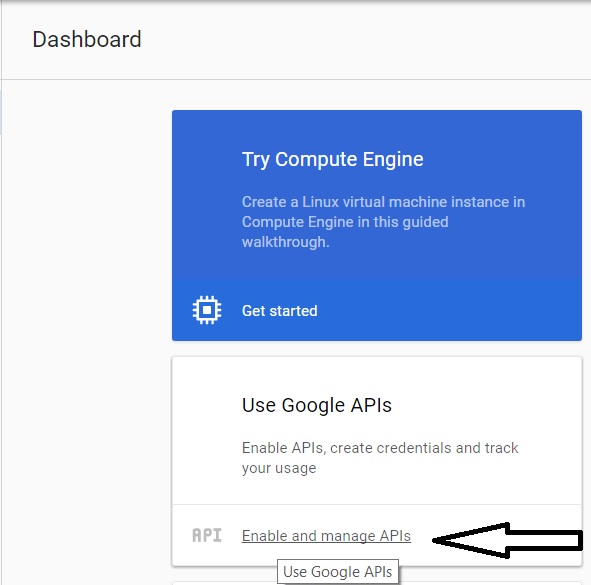 Dashboard
Try Compute Engine
Create a Linux virtual machine instance in
Compute Engine in this guided
walkthrough.
Get started
Use Google APIs
Enable APIs, create credentials and track
your usage
API Enable and manage APIs
Use Google APIs